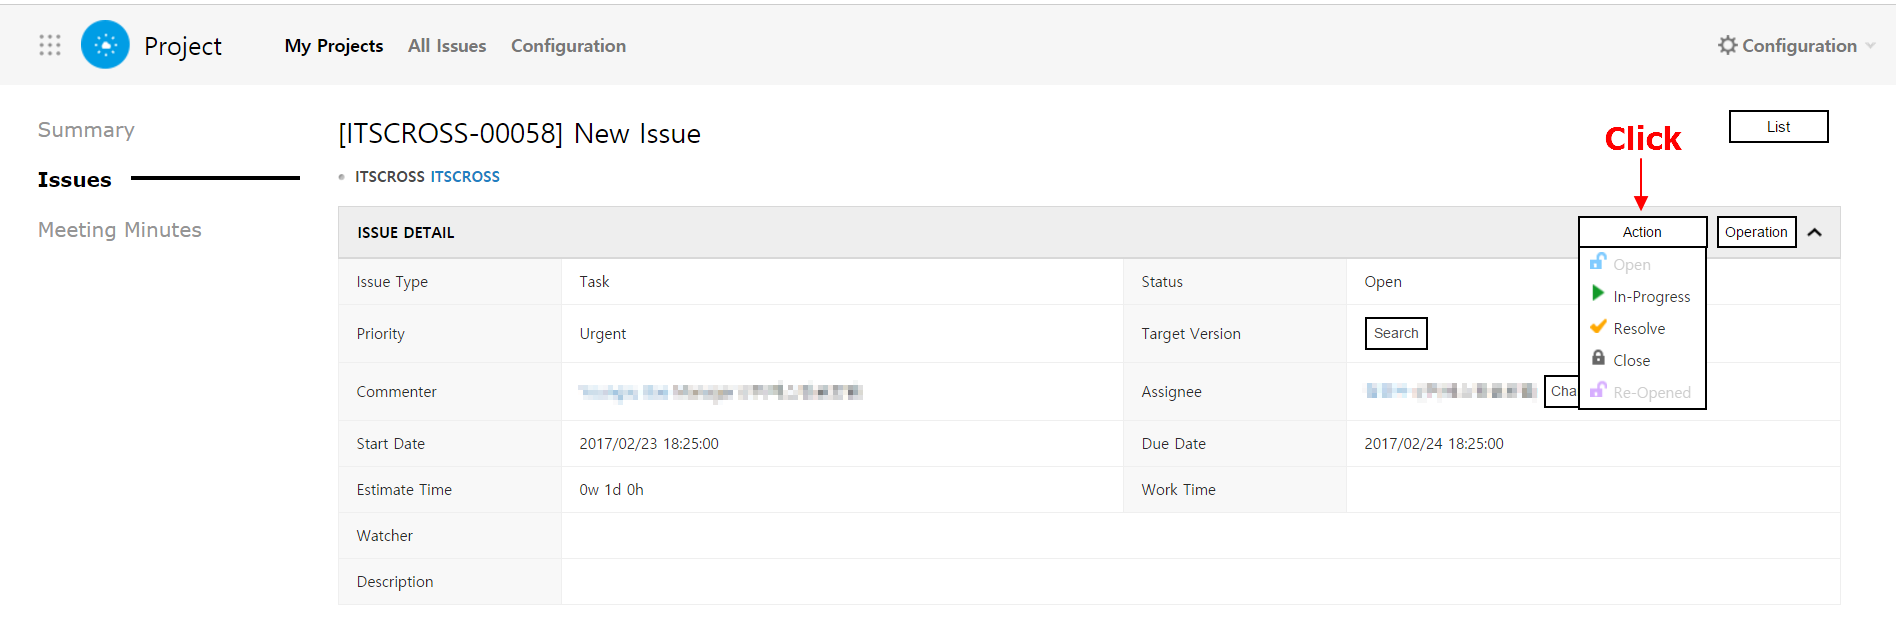 Project My Projects All Issues Configuration Configuration
Summary
Issues
Meeting Minutes
[ITSCROSS-00058] New Issue
List
Click
ITSCROSS ITSCROSS
ISSUE DETAIL
Action
Operation
Open
In-Progress
Resolve
Close
Re-Opened
Issue Type Task Status Open
Priority Urgent Target Version Search
Commenter Assignee Cha
Start Date 2017/02/23 18:25:00 Due Date 2017/02/24 18:25:00
Estimate Time 0w 1d 0h Work Time
Watcher
Description